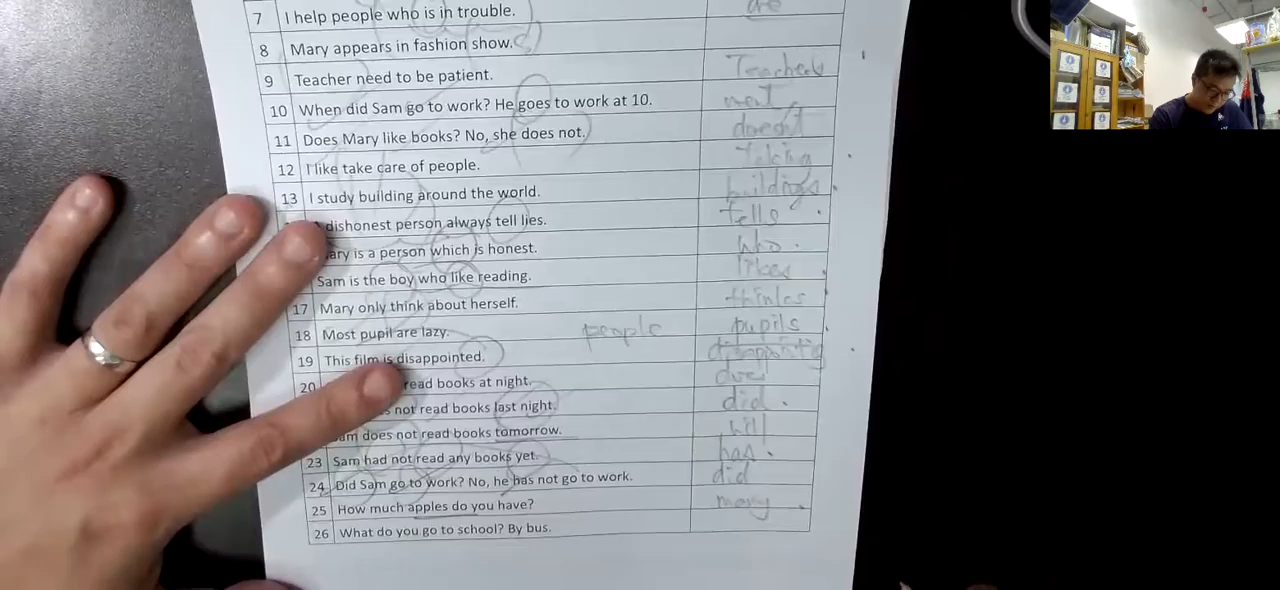 7 I help people who is in trouble. are
8 Mary appears in fashion show.
9 Teacher need to be patient. Teachers
10 When did Sam go to work? He goes to work at 10. went
11 Does Mary like books? No, she does not. doesn't
12 I like take care of people. Taking
13 I study building around the world. buildings
dishonest person always tell lies. tells
ary is a person which is honest. who
Sam is the boy who like reading. likes
17 Mary only think about herself. thinks
18 Most pupil are lazy. people pupils
19 This film is disappointed. disappointing
20 read books at night.
not read books last night. did
am does not read books tomorrow. will
23 Sam had not read any books yet. has
24 Did Sam go to work? No, he has not go to work. did
25 How much apples do you have? many
26 What do you go to school? By bus.